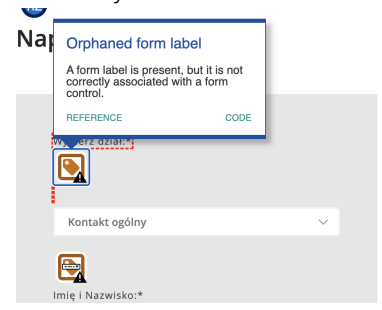 Nap
Orphaned form label
A form label is present, but it is not
correctly associated with a form
control.
REFERENCE CODE
dział:*
Kontakt ogólny
Imię i Nazwisko:*